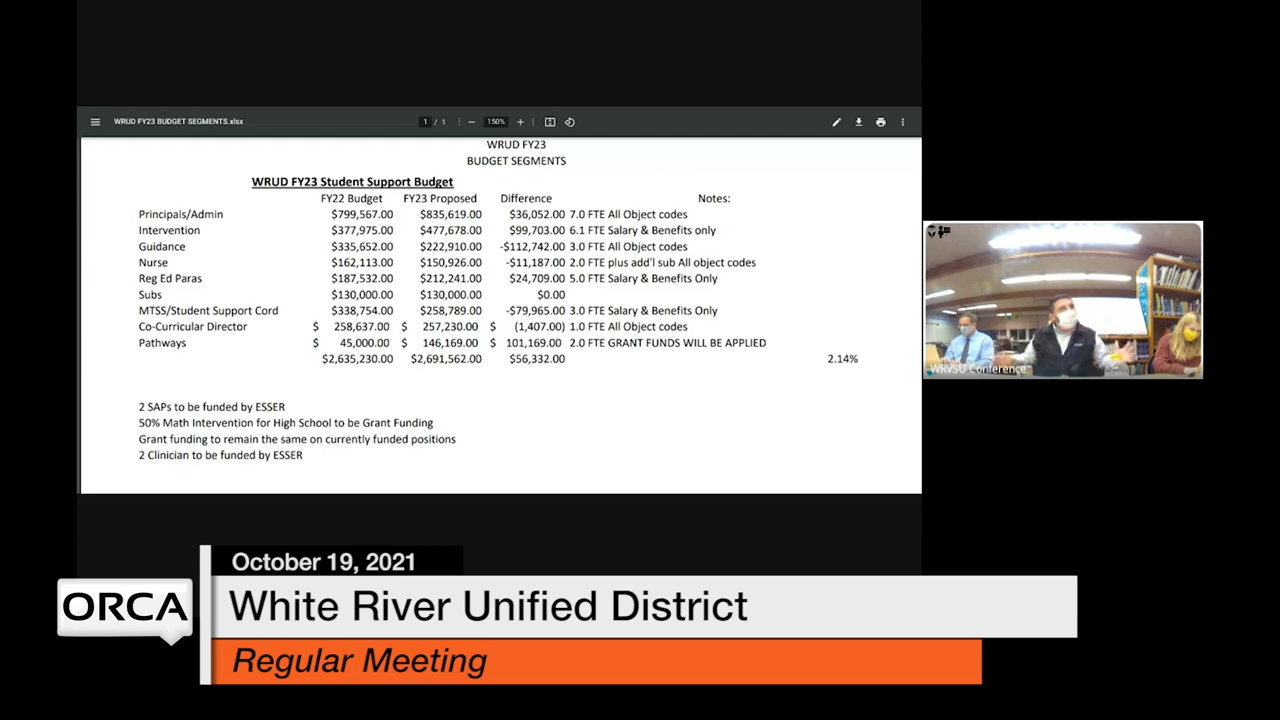 WRUD FY23 BUDGET SEGMENTS.xlsx
1 / 1
150%
WRUD FY23
BUDGET SEGMENTS
WRUD FY23 Student Support Budget
FY22 Budget FY23 Proposed Difference Notes:
Principals/Admin $799,567.00 $835,619.00 $36,052.00 7.0 FTE All Object codes
Intervention $377,975.00 $477,678.00 $99,703.00 6.1 FTE Salary & Benefits only
Guidance $335,652.00 $222,910.00 -$112,742.00 3.0 FTE All Object codes
Nurse $162,113.00 $150,926.00 -$11,187.00 2.0 FTE plus add'l sub All object codes
Reg Ed Paras $187,532.00 $212,241.00 $24,709.00 5.0 FTE Salary & Benefits Only
Subs $130,000.00 $130,000.00 $0.00
MTSS/Student Support Cord $338,754.00 $258,789.00 -$79,965.00 3.0 FTE Salary & Benefits Only
Co-Curricular Director $ 258,637.00 $ 257,230.00 $ (1,407.00) 1.0 FTE All Object codes
Pathways $ 45,000.00 $ 146,169.00 $ 101,169.00 2.0 FTE GRANT FUNDS WILL BE APPLIED
$2,635,230.00 $2,691,562.00 $56,332.00 2.14%
2 SAPs to be funded by ESSER
50% Math Intervention for High School to be Grant Funding
Grant funding to remain the same on currently funded positions
2 Clinician to be funded by ESSER
WRVSU Conference
October 19, 2021
ORCA
White River Unified District
Regular Meeting